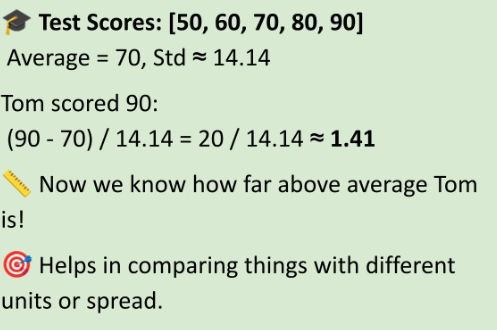 🎓 Test Scores: [50, 60, 70, 80, 90]
Average = 70, Std ≈ 14.14
Tom scored 90:
(90 - 70) / 14.14 = 20 / 14.14 ≈ 1.41
📏 Now we know how far above average Tom
is!
🎯 Helps in comparing things with different
units or spread.